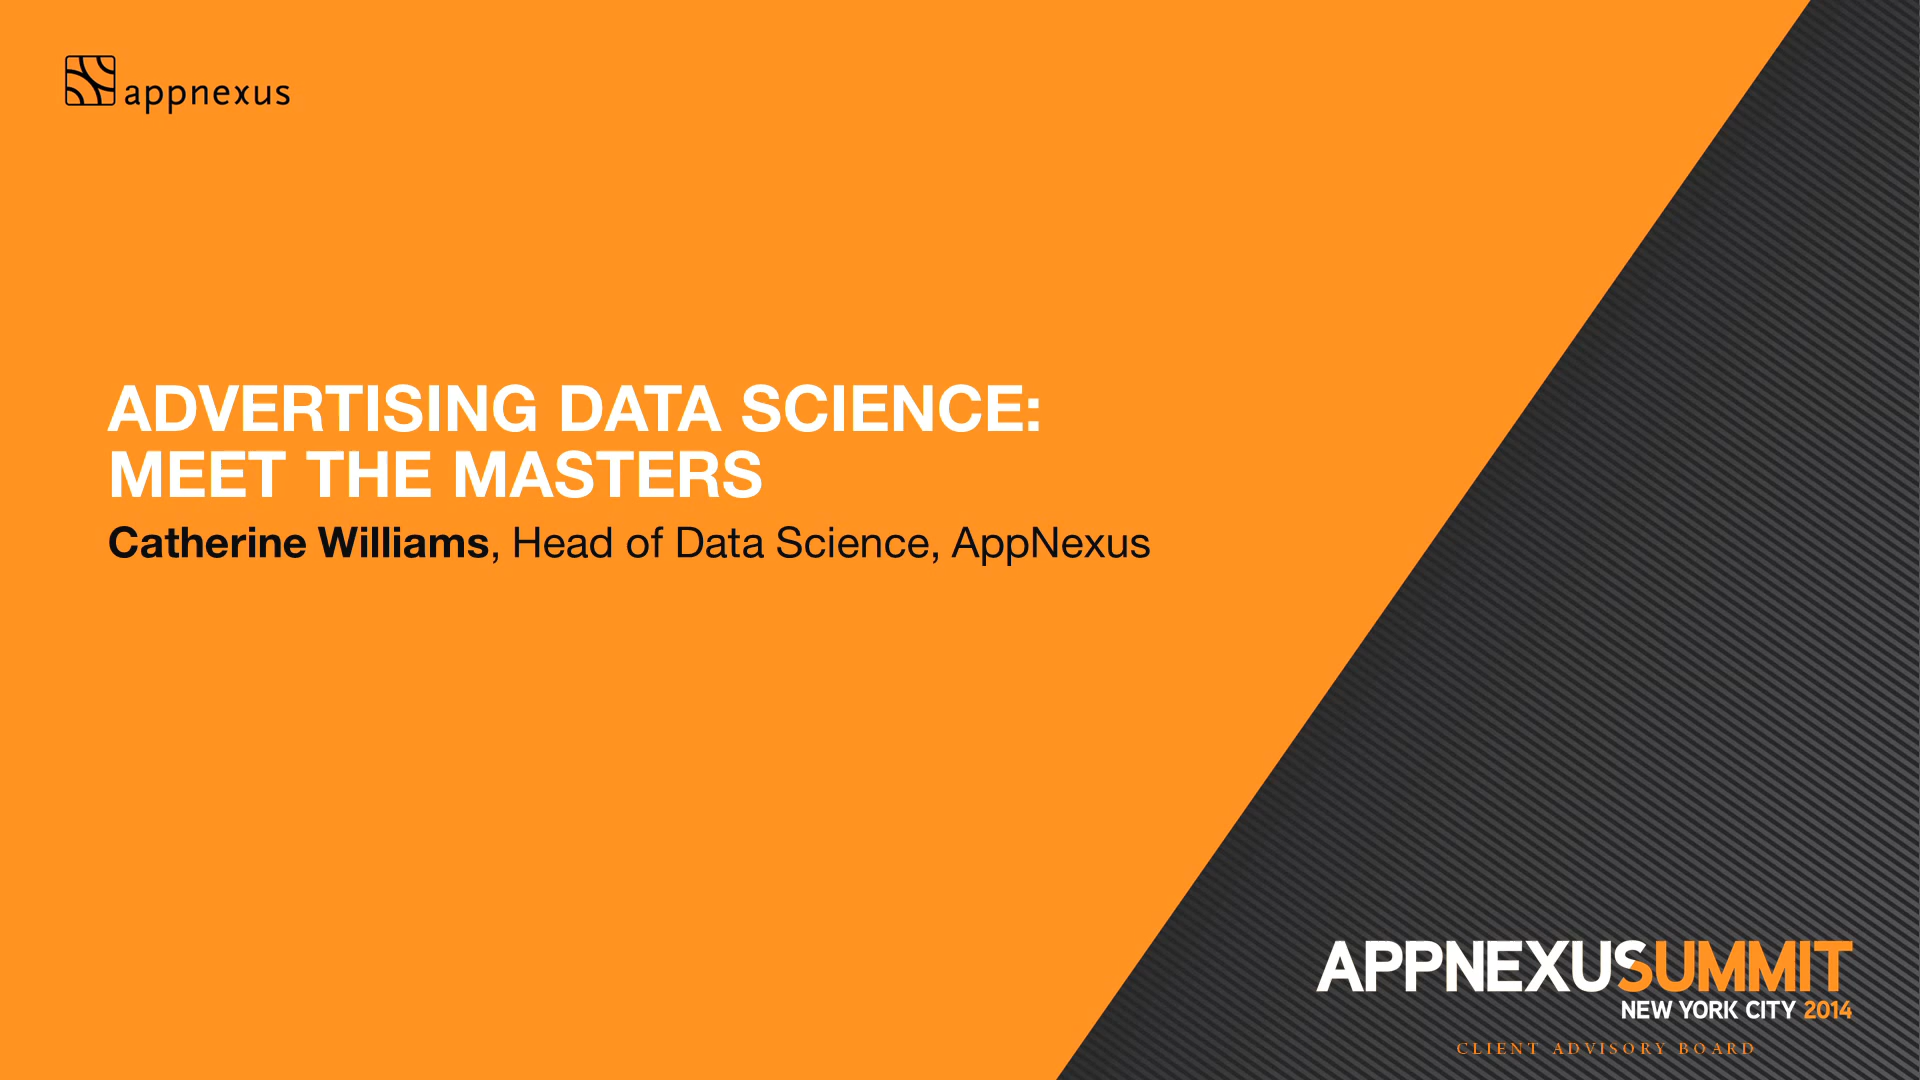 appnexus
ADVERTISING DATA SCIENCE:
MEET THE MASTERS
Catherine Williams, Head of Data Science, AppNexus
APPNEXUSUMMIT
NEW YORK CITY 2014
CLIENT ADVISORY BOARD